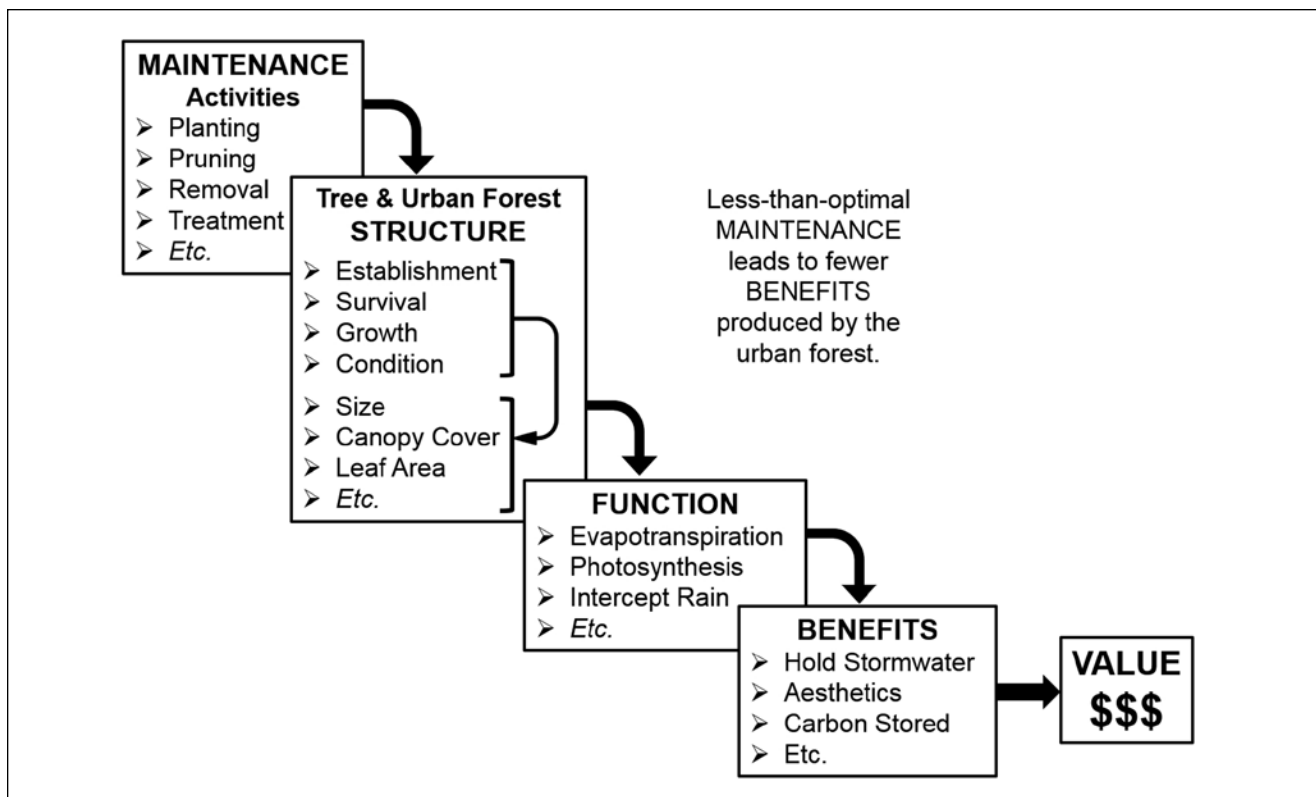 MAINTENANCE
Activities
➢ Planting
➢ Pruning
➢ Removal
➢ Treatment
➢ Etc.
Tree & Urban Forest
STRUCTURE
➢ Establishment
➢ Survival
➢ Growth
➢ Condition
➢ Size
➢ Canopy Cover
➢ Leaf Area
➢ Etc.
Less-than-optimal
MAINTENANCE
leads to fewer
BENEFITS
produced by the
urban forest.
FUNCTION
➢ Evapotranspiration
➢ Photosynthesis
➢ Intercept Rain
➢ Etc.
BENEFITS
➢ Hold Stormwater
➢ Aesthetics
➢ Carbon Stored
➢ Etc.
VALUE
$$$